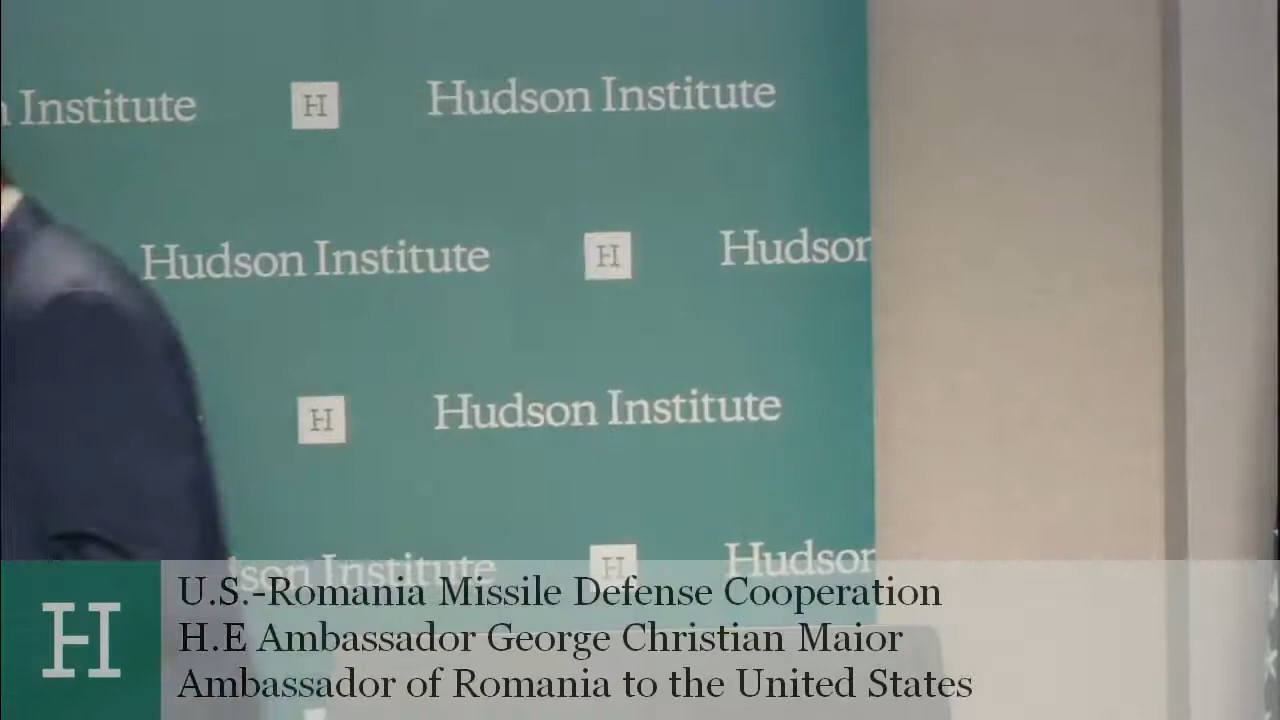 Institute H Hudson Institute
Hudson Institute H
H Hudson Institute
Institute H
H
U.S.-Romania Missile Defense Cooperation
H.E Ambassador George Christian Maior
Ambassador of Romania to the United States